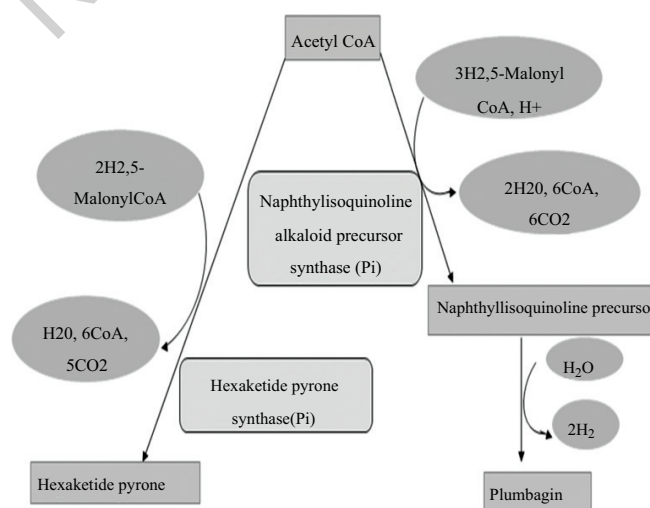 Acetyl CoA
3H2,5-Malonyl
CoA, H+
2H2,5-
MalonylCoA
2H20, 6CoA,
6CO2
Naphthylisoquinoline
alkaloid precursor
synthase (Pi)
Naphthyllisoquinoline precurso
H20, 6CoA,
5CO2
H₂O
Hexaketide pyrone
synthase(Pi)
2H₂
Hexaketide pyrone
Plumbagin